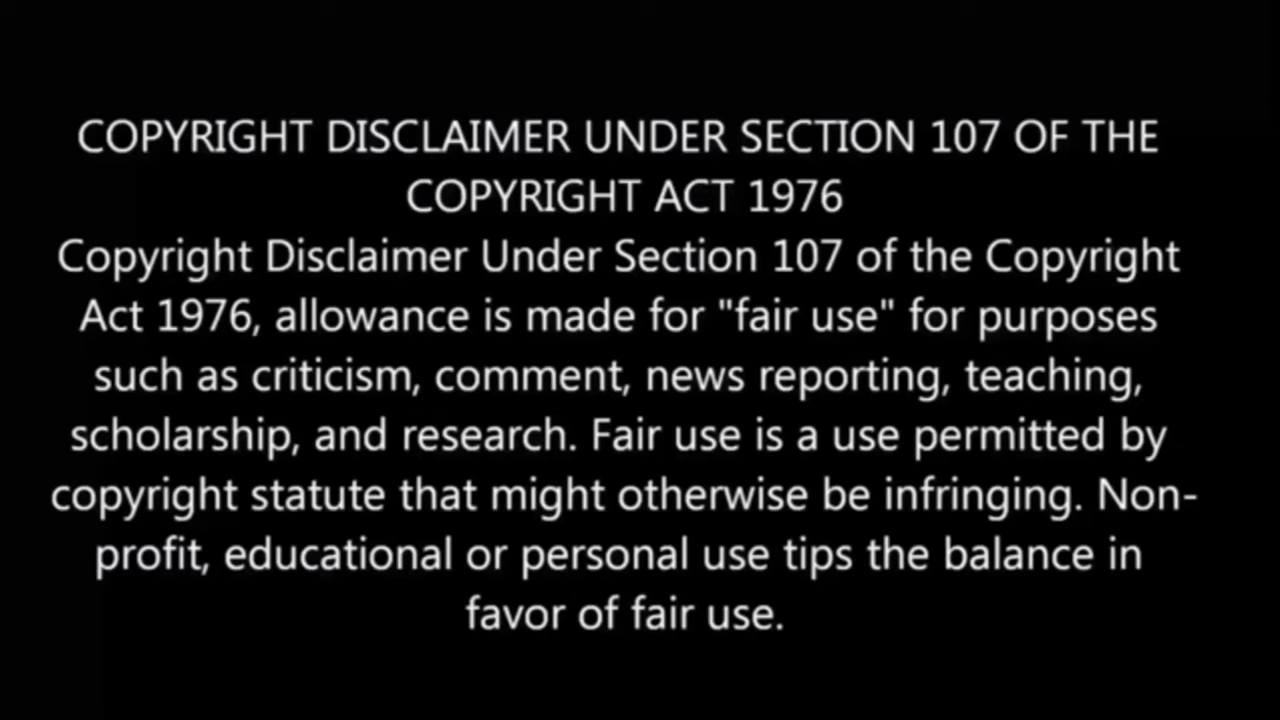 COPYRIGHT DISCLAIMER UNDER SECTION 107 OF THE
COPYRIGHT ACT 1976
Copyright Disclaimer Under Section 107 of the Copyright
Act 1976, allowance is made for "fair use" for purposes
such as criticism, comment, news reporting, teaching,
scholarship, and research. Fair use is a use permitted by
copyright statute that might otherwise be infringing. Non-
profit, educational or personal use tips the balance in
favor of fair use.